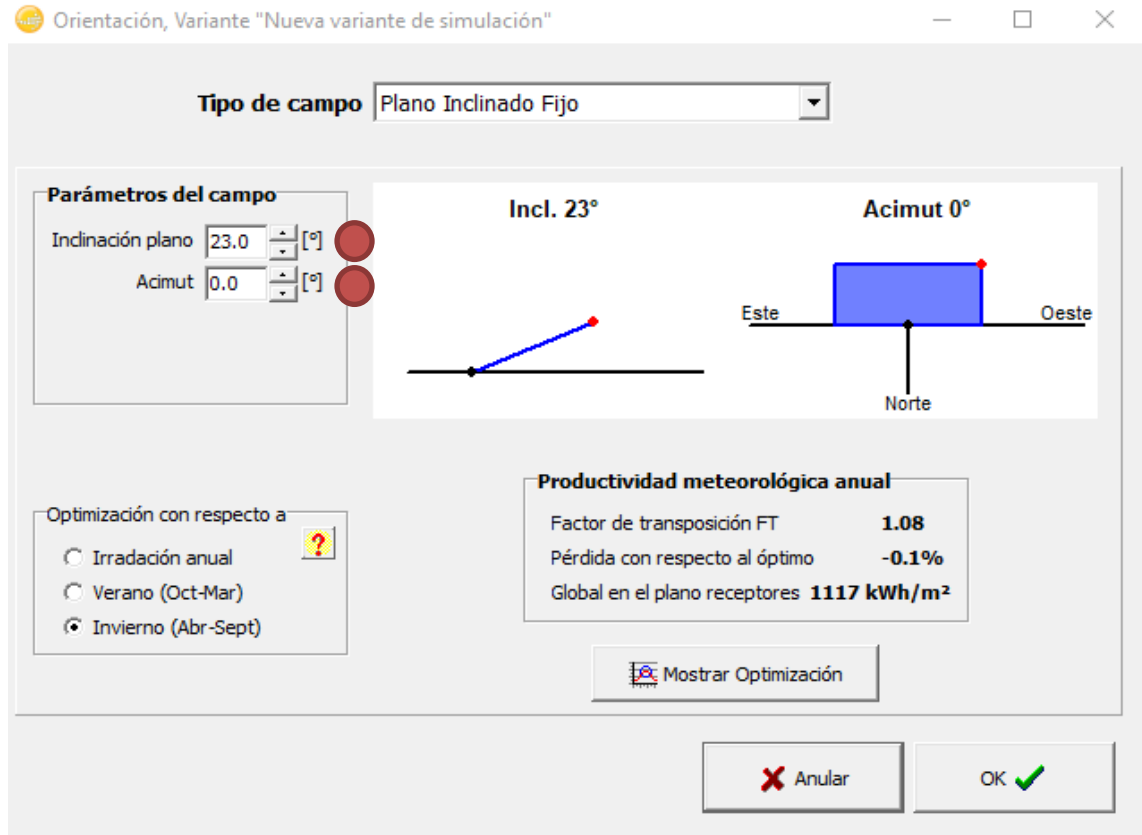 Orientación, Variante "Nueva variante de simulación"
Tipo de campo Plano Inclinado Fijo
Parámetros del campo
Inclinación plano 23.0 [º]
Acimut 0.0 [º]
Incl. 23°
Acimut 0°
Este
Oeste
Norte
Optimización con respecto a
?
Irradación anual
Verano (Oct-Mar)
Invierno (Abr-Sept)
Productividad meteorológica anual
Factor de transposición FT 1.08
Pérdida con respecto al óptimo -0.1%
Global en el plano receptores 1117 kWh/m²
Mostrar Optimización
Anular
OK